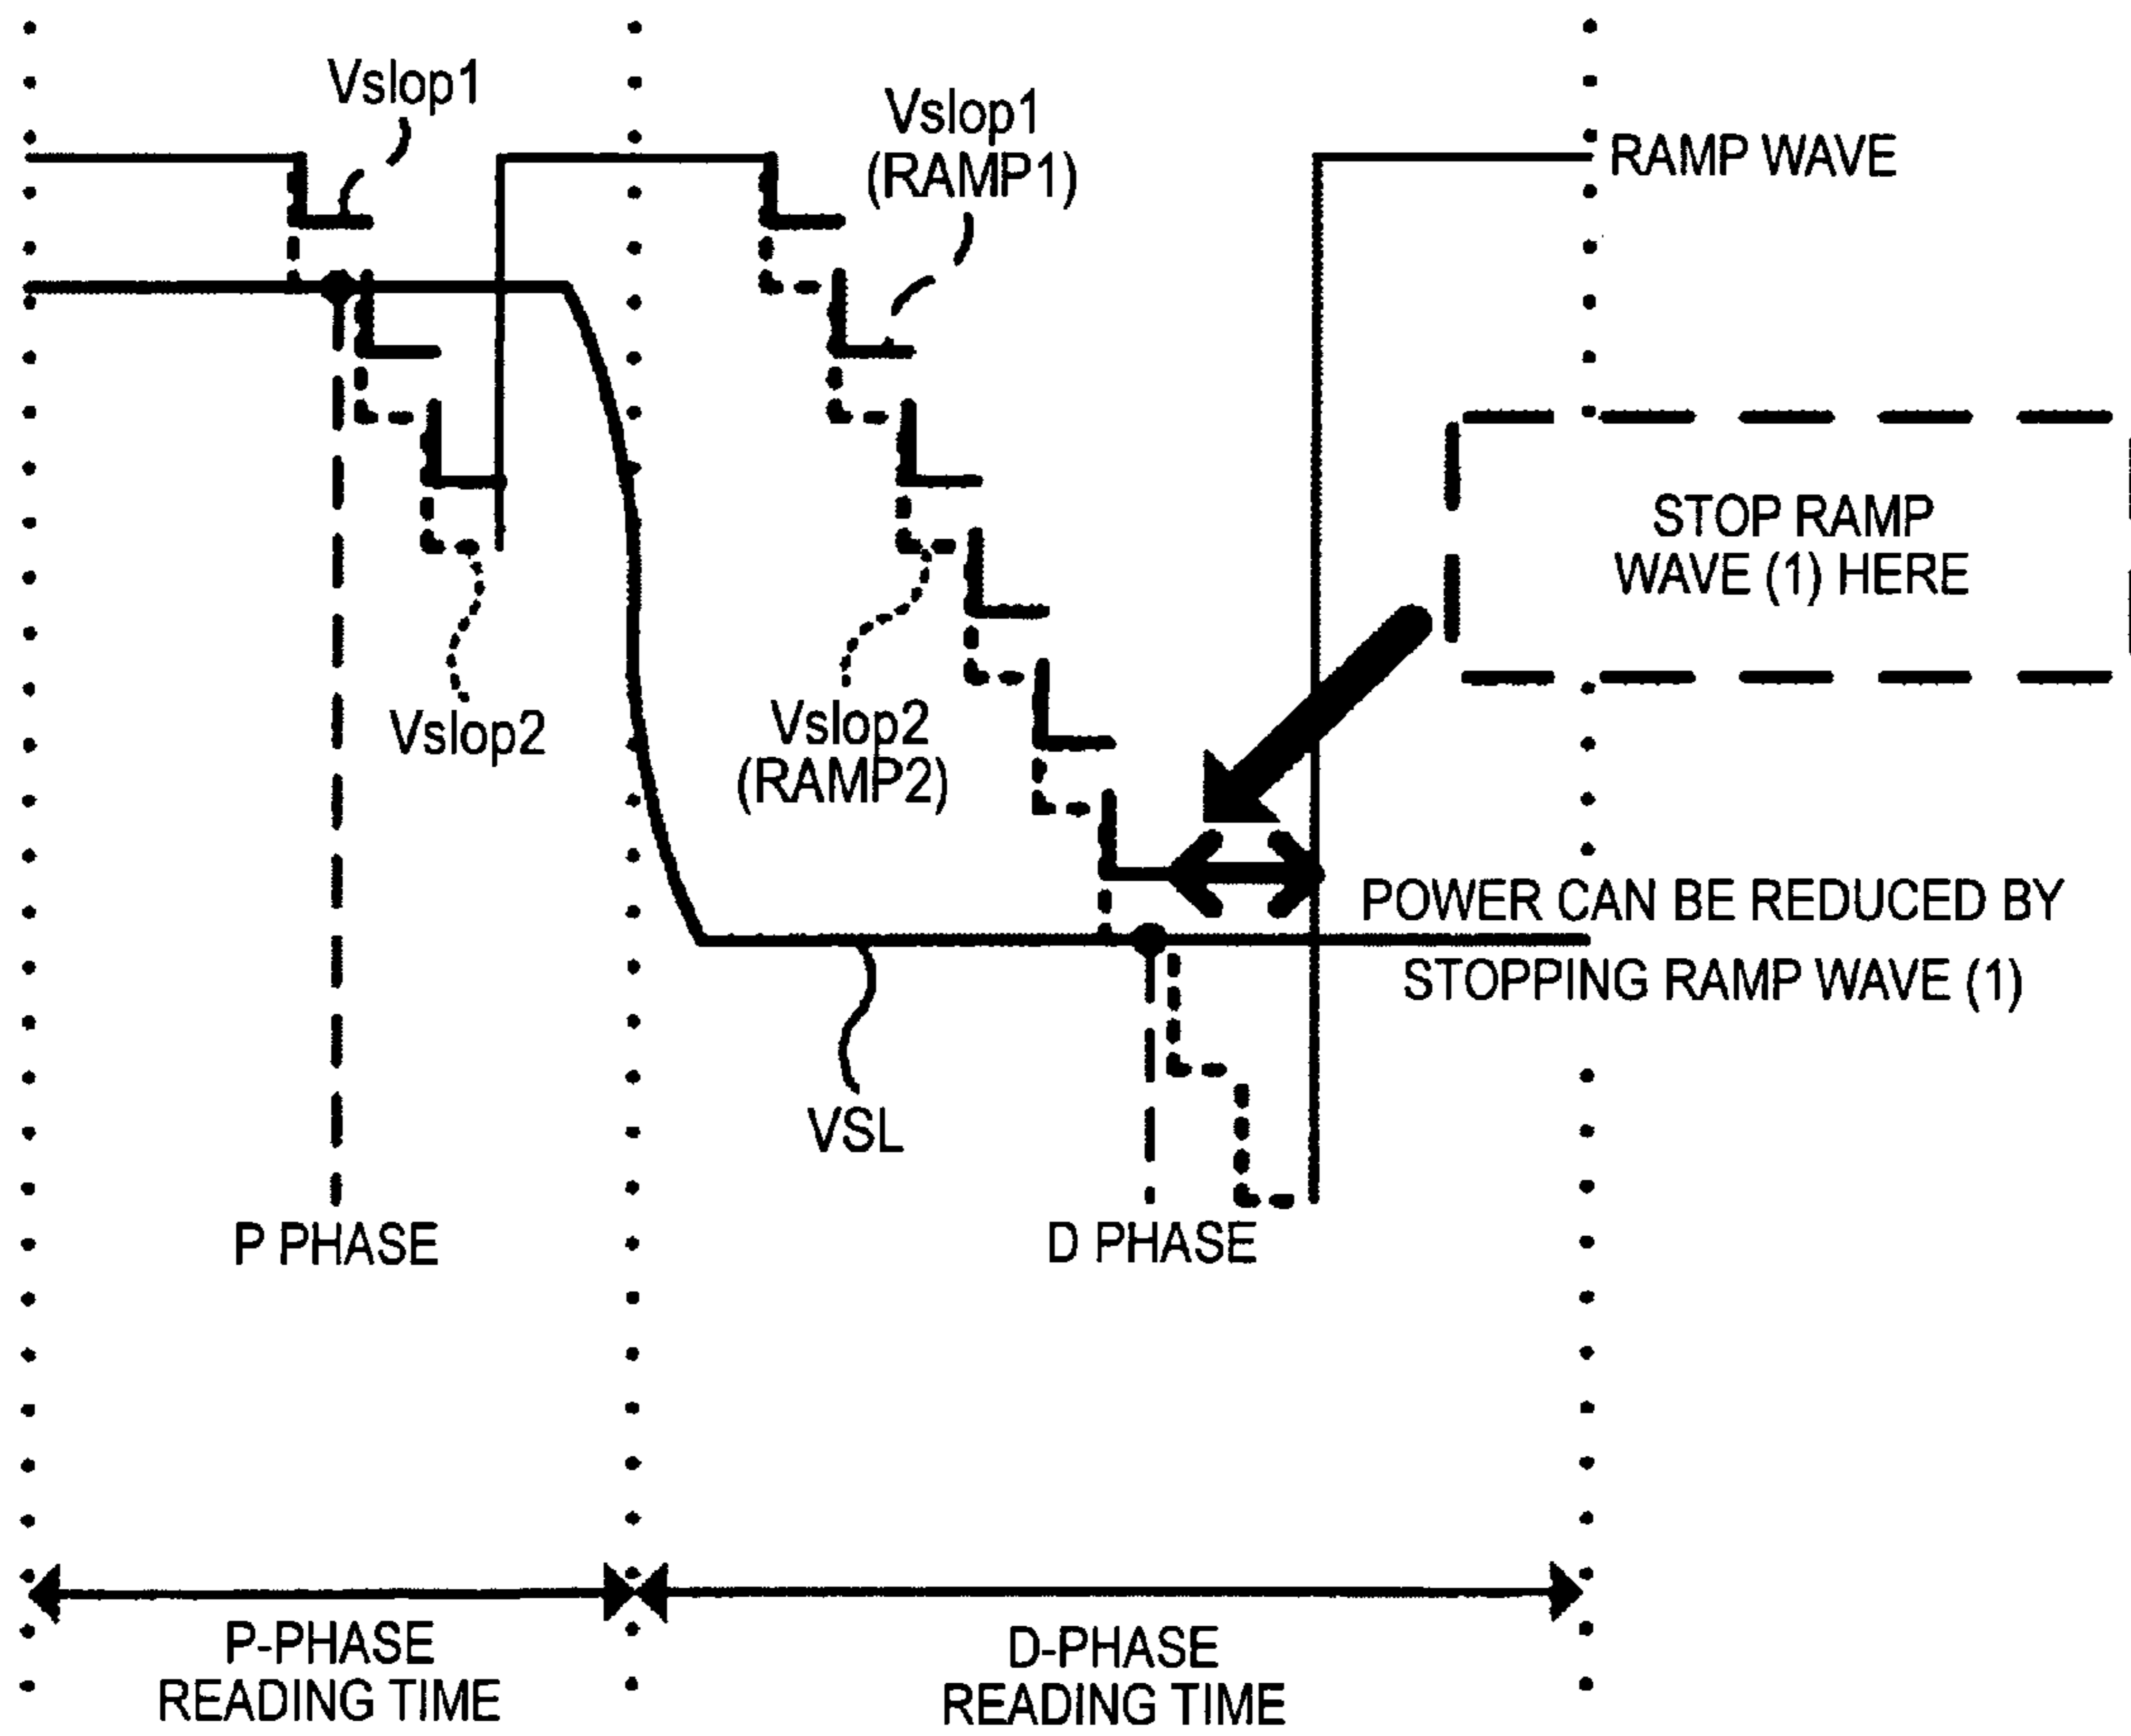 Vslop1
Vslop1
(RAMP1)
RAMP WAVE
STOP RAMP
WAVE (1) HERE
Vslop2
Vslop2
(RAMP2)
POWER CAN BE REDUCED BY
STOPPING RAMP WAVE (1)
VSL
P PHASE
D PHASE
P-PHASE
READING TIME
D-PHASE
READING TIME